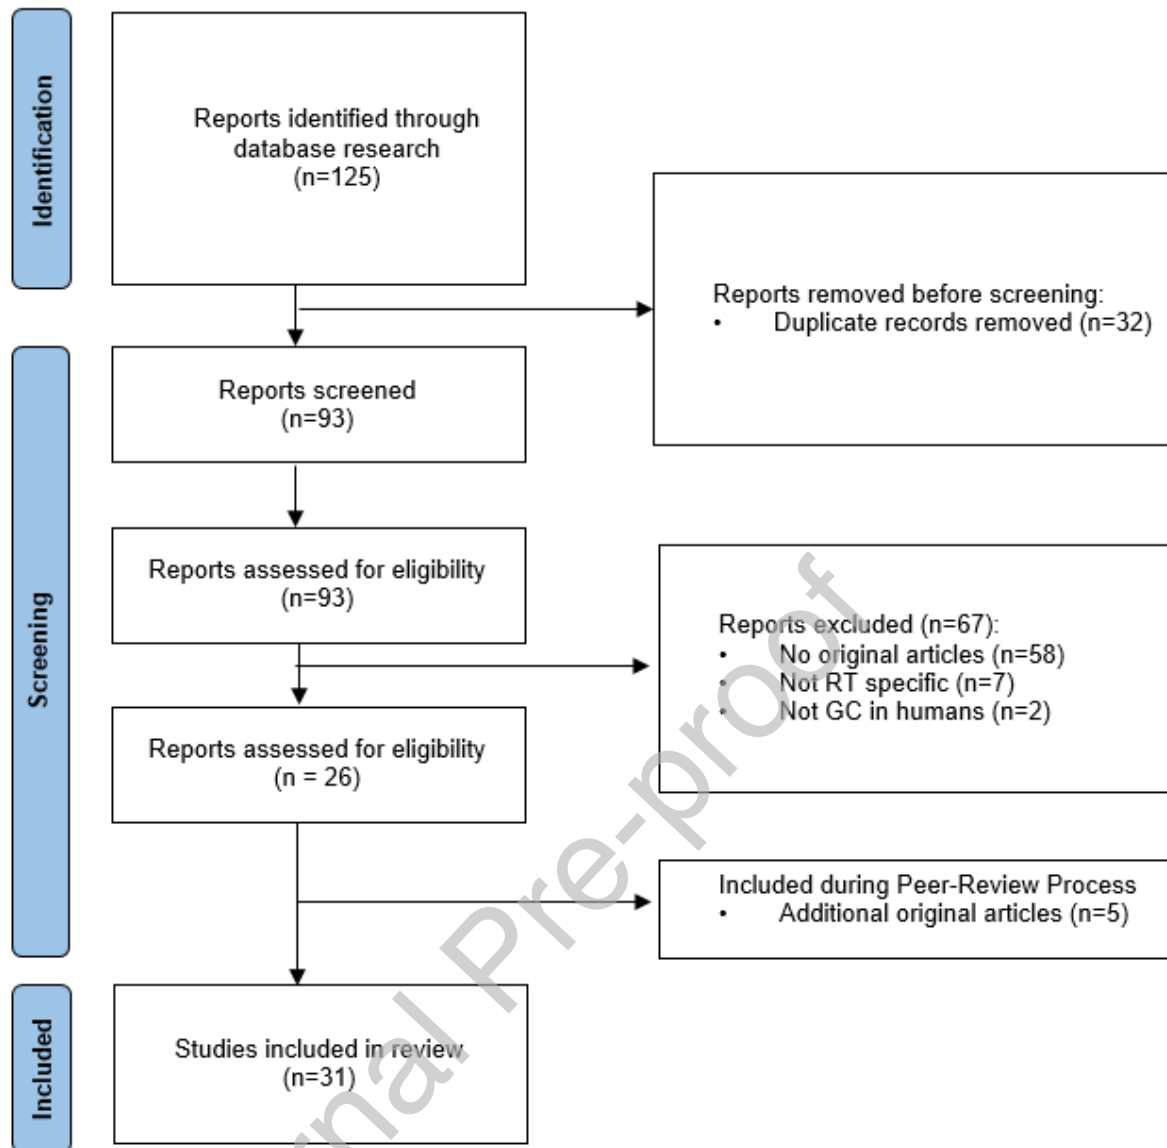 Identification
Reports identified through
database research
(n=125)
Reports removed before screening:
• Duplicate records removed (n=32)
Screening
Reports screened
(n=93)
Reports assessed for eligibility
(n=93)
Reports excluded (n=67):
• No original articles (n=58)
• Not RT specific (n=7)
• Not GC in humans (n=2)
Reports assessed for eligibility
(n = 26)
Included during Peer-Review Process
• Additional original articles (n=5)
Included
Studies included in review
(n=31)
rnal Pre-proof